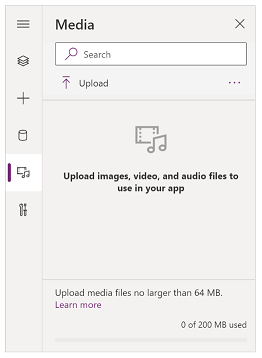 Media
Search
Upload
Upload images, video, and audio files to
use in your app
Upload media files no larger than 64 MB.
Learn more
0 of 200 MB used